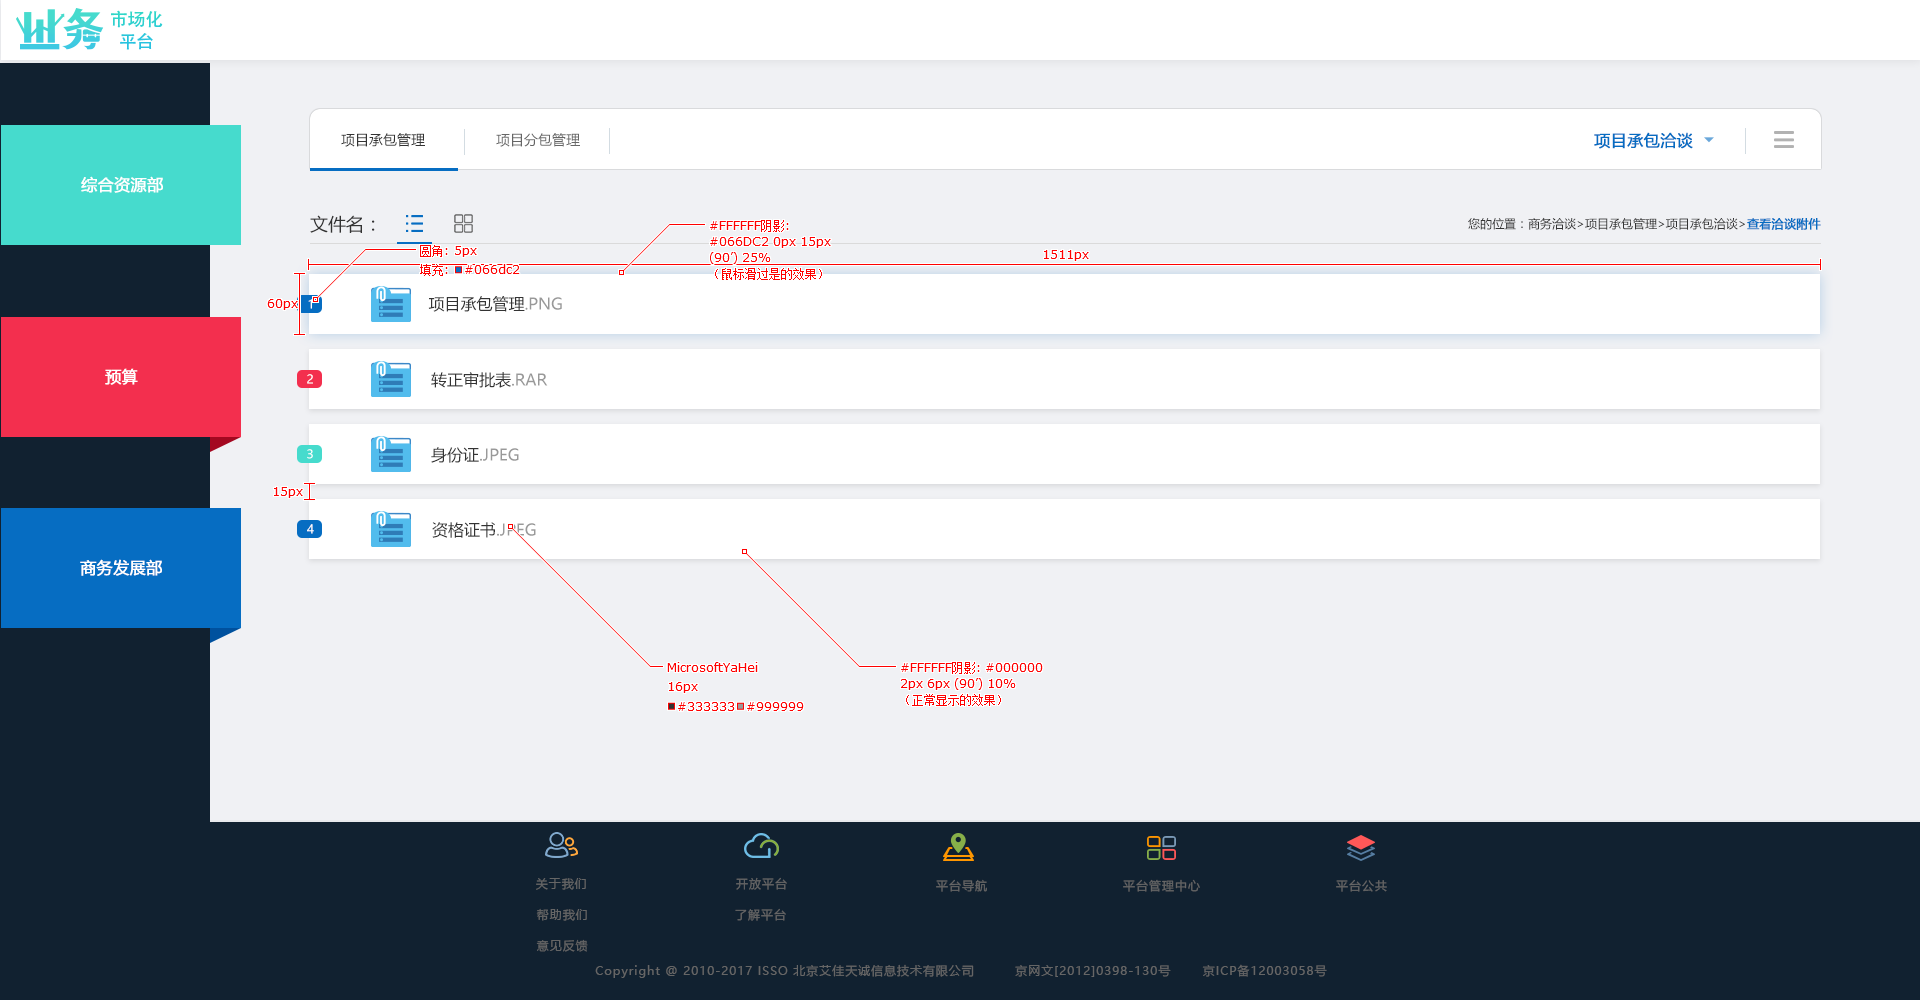 业务 市场化
平台
综合资源部
预算
商务发展部
项目承包管理
项目分包管理
项目承包洽谈
文件名：
您的位置：商务洽谈>项目承包管理>项目承包洽谈>查看洽谈附件
圆角: 5px
填充: #066dc2
#FFFFFF阴影:
#066DC2 0px 15px
(90′) 25%
（鼠标滑过是的效果）
1511px
60px
1
项目承包管理.PNG
2
转正审批表.RAR
3
身份证.JPEG
15px
4
资格证书.JPEG
MicrosoftYaHei
16px
#333333 #999999
#FFFFFF阴影: #000000
2px 6px (90′) 10%
（正常显示的效果）
关于我们
帮助我们
意见反馈
开放平台
了解平台
平台导航
平台管理中心
平台公共
Copyright @ 2010-2017 ISSO 北京艾佳天诚信息技术有限公司
京网文[2012]0398-130号
京ICP备12003058号